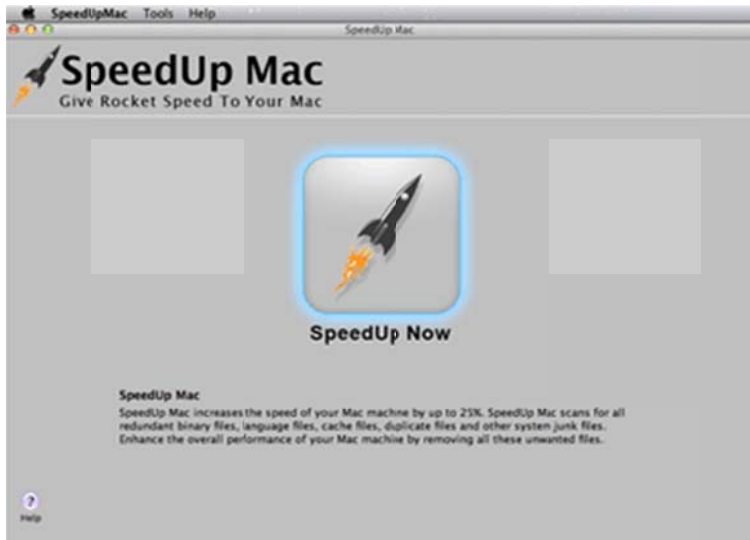 SpeedUpMac Tools Help
SpeedUp Mac
SpeedUp Mac
Give Rocket Speed To Your Mac
SpeedUp Now
SpeedUp Mac
SpeedUp Mac increases the speed of your Mac machne by up to 25%. SpeedUp Mac scans for all
redundant binary files, language files, cache files, duplicate files and other system junk files.
Enhance the overall performance of your Mac machine by removing all these unwanted files.
?
Help